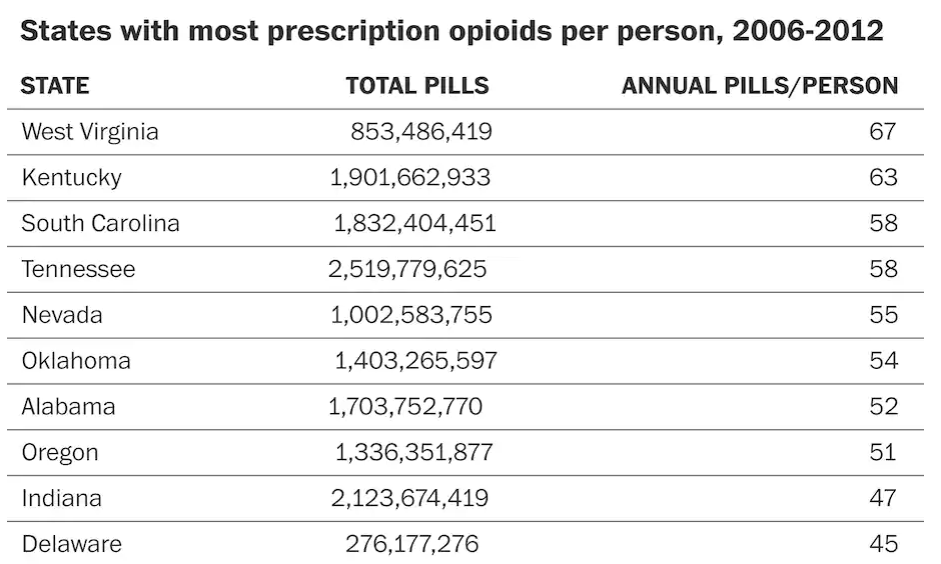 States with most prescription opioids per person, 2006-2012
STATE TOTAL PILLS ANNUAL PILLS/PERSON
West Virginia 853,486,419 67
Kentucky 1,901,662,933 63
South Carolina 1,832,404,451 58
Tennessee 2,519,779,625 58
Nevada 1,002,583,755 55
Oklahoma 1,403,265,597 54
Alabama 1,703,752,770 52
Oregon 1,336,351,877 51
Indiana 2,123,674,419 47
Delaware 276,177,276 45